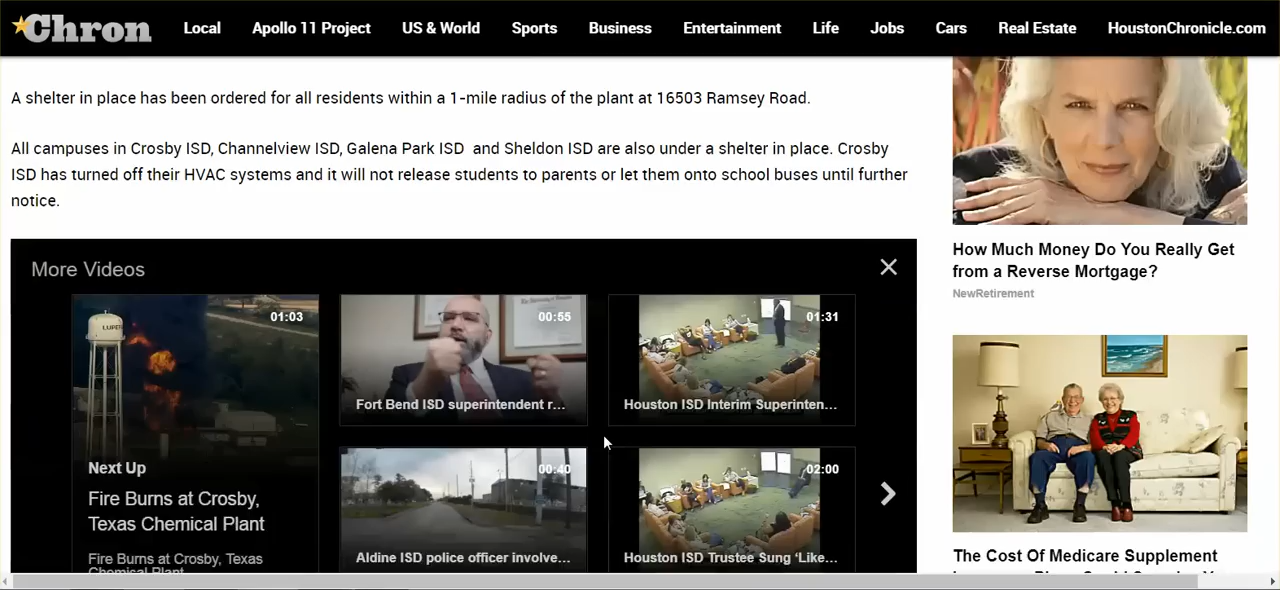 Chron
Local Apollo 11 Project US & World Sports Business Entertainment Life Jobs Cars Real Estate HoustonChronicle.com
A shelter in place has been ordered for all residents within a 1-mile radius of the plant at 16503 Ramsey Road.
All campuses in Crosby ISD, Channelview ISD, Galena Park ISD and Sheldon ISD are also under a shelter in place. Crosby
ISD has turned off their HVAC systems and it will not release students to parents or let them onto school buses until further
notice.
More Videos
01:03
Next Up
Fire Burns at Crosby,
Texas Chemical Plant
Fire Burns at Crosby, Texas
Chemical Plant
00:55
Fort Bend ISD superintendent r...
01:31
Houston ISD Interim Superinten...
00:40
Aldine ISD police officer involve...
02:00
Houston ISD Trustee Sung ‘Like...
How Much Money Do You Really Get
from a Reverse Mortgage?
NewRetirement
The Cost Of Medicare Supplement